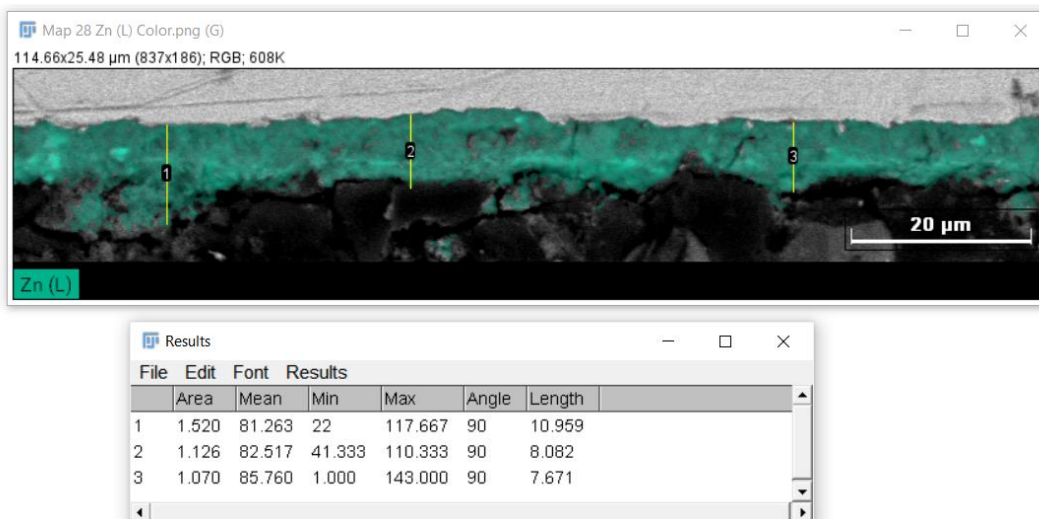 Map 28 Zn (L) Color.png (G)
114.66x25.48 µm (837x186); RGB; 608K
1
2
3
20 µm
Zn (L)
Results
File Edit Font Results
Area Mean Min Max Angle Length
1 1.520 81.263 22 117.667 90 10.959
2 1.126 82.517 41.333 110.333 90 8.082
3 1.070 85.760 1.000 143.000 90 7.671